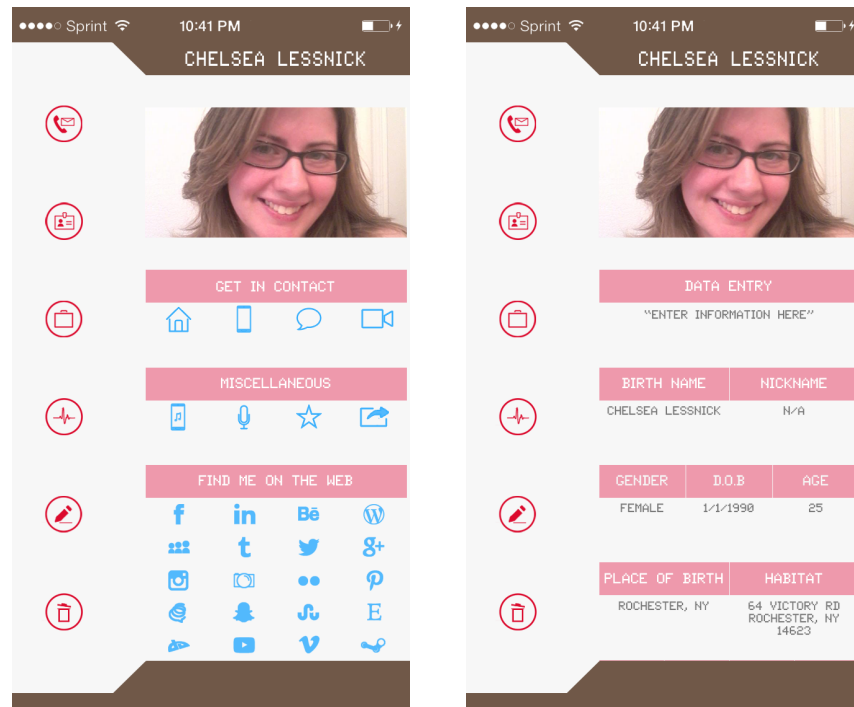 Sprint 10:41 PM
CHELSEA LESSNICK
GET IN CONTACT
MISCELLANEOUS
FIND ME ON THE WEB
f in Bē W
t g+
E
Sprint 10:41 PM
CHELSEA LESSNICK
DATA ENTRY
"ENTER INFORMATION HERE"
BIRTH NAME NICKNAME
CHELSEA LESSNICK N/A
GENDER D.O.B AGE
FEMALE 1/1/1990 25
PLACE OF BIRTH HABITAT
ROCHESTER, NY 64 VICTORY RD
ROCHESTER, NY
14623